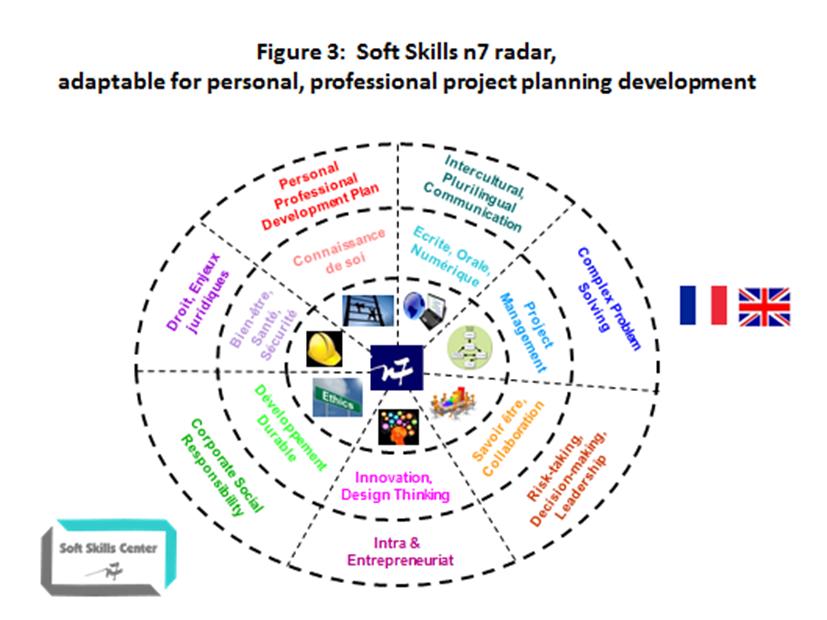 Figure 3: Soft Skills n7 radar,
adaptable for personal, professional project planning development
Personal
Professional
Development Plan
Intercultural,
Plurilingual
Communication
Connaissance
de soi
Ecrite, Orale,
Numérique
Droit, Enjeux
juridiques
Bien-être,
Santé,
Sécurité
Project
Management
Complex Problem
Solving
n7
Ethics
Développement
Durable
Savoir être,
Collaboration
Corporate Social
Responsibility
Innovation,
Design Thinking
Risk-taking,
Decision-making,
Leadership
Intra &
Entrepreneuriat
Soft Skills Center
n7